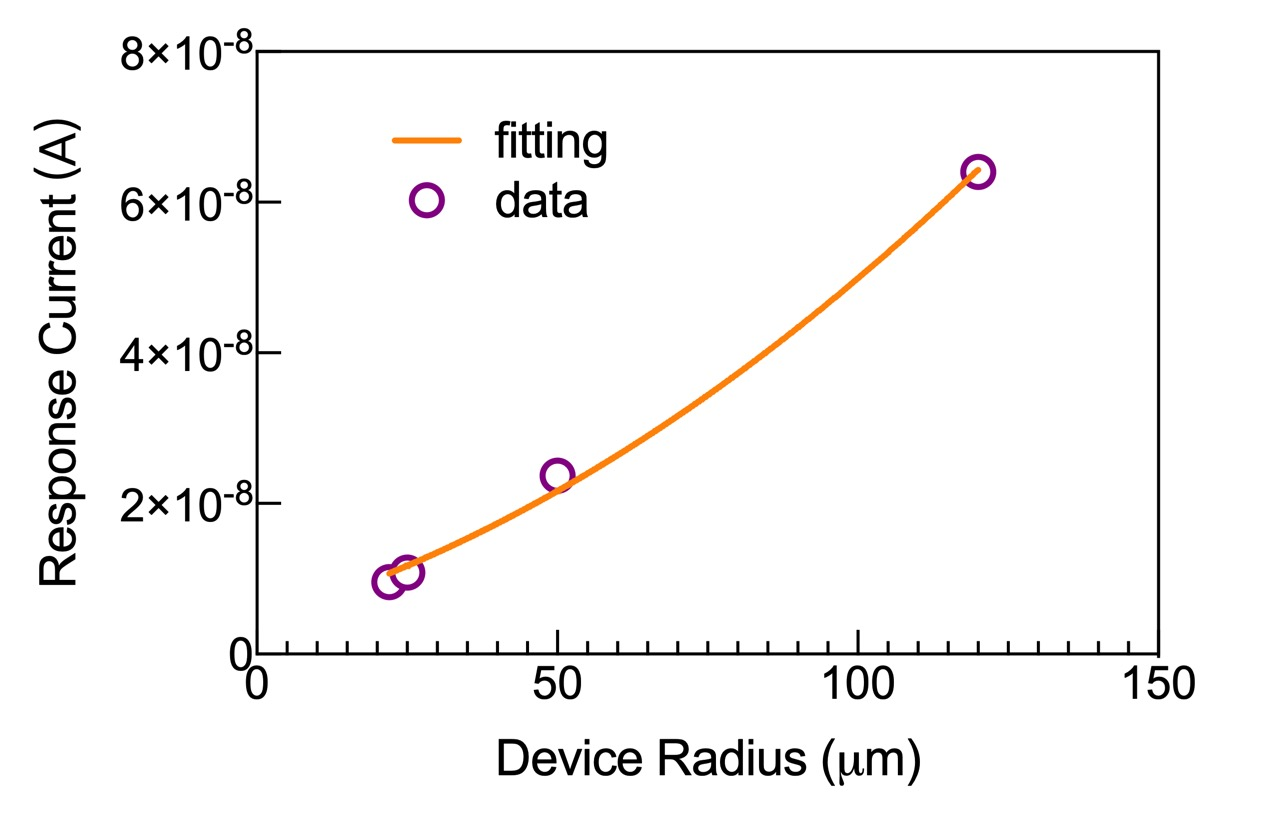 8×10⁻⁸
6×10⁻⁸
4×10⁻⁸
2×10⁻⁸
0
Response Current (A)
fitting
data
0 50 100 150
Device Radius (μm)